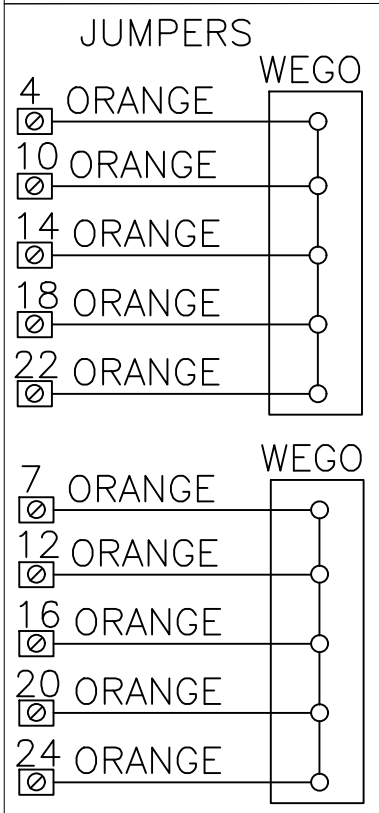 JUMPERS
WEGO
4 ORANGE
10 ORANGE
14 ORANGE
18 ORANGE
22 ORANGE
WEGO
7 ORANGE
12 ORANGE
16 ORANGE
20 ORANGE
24 ORANGE